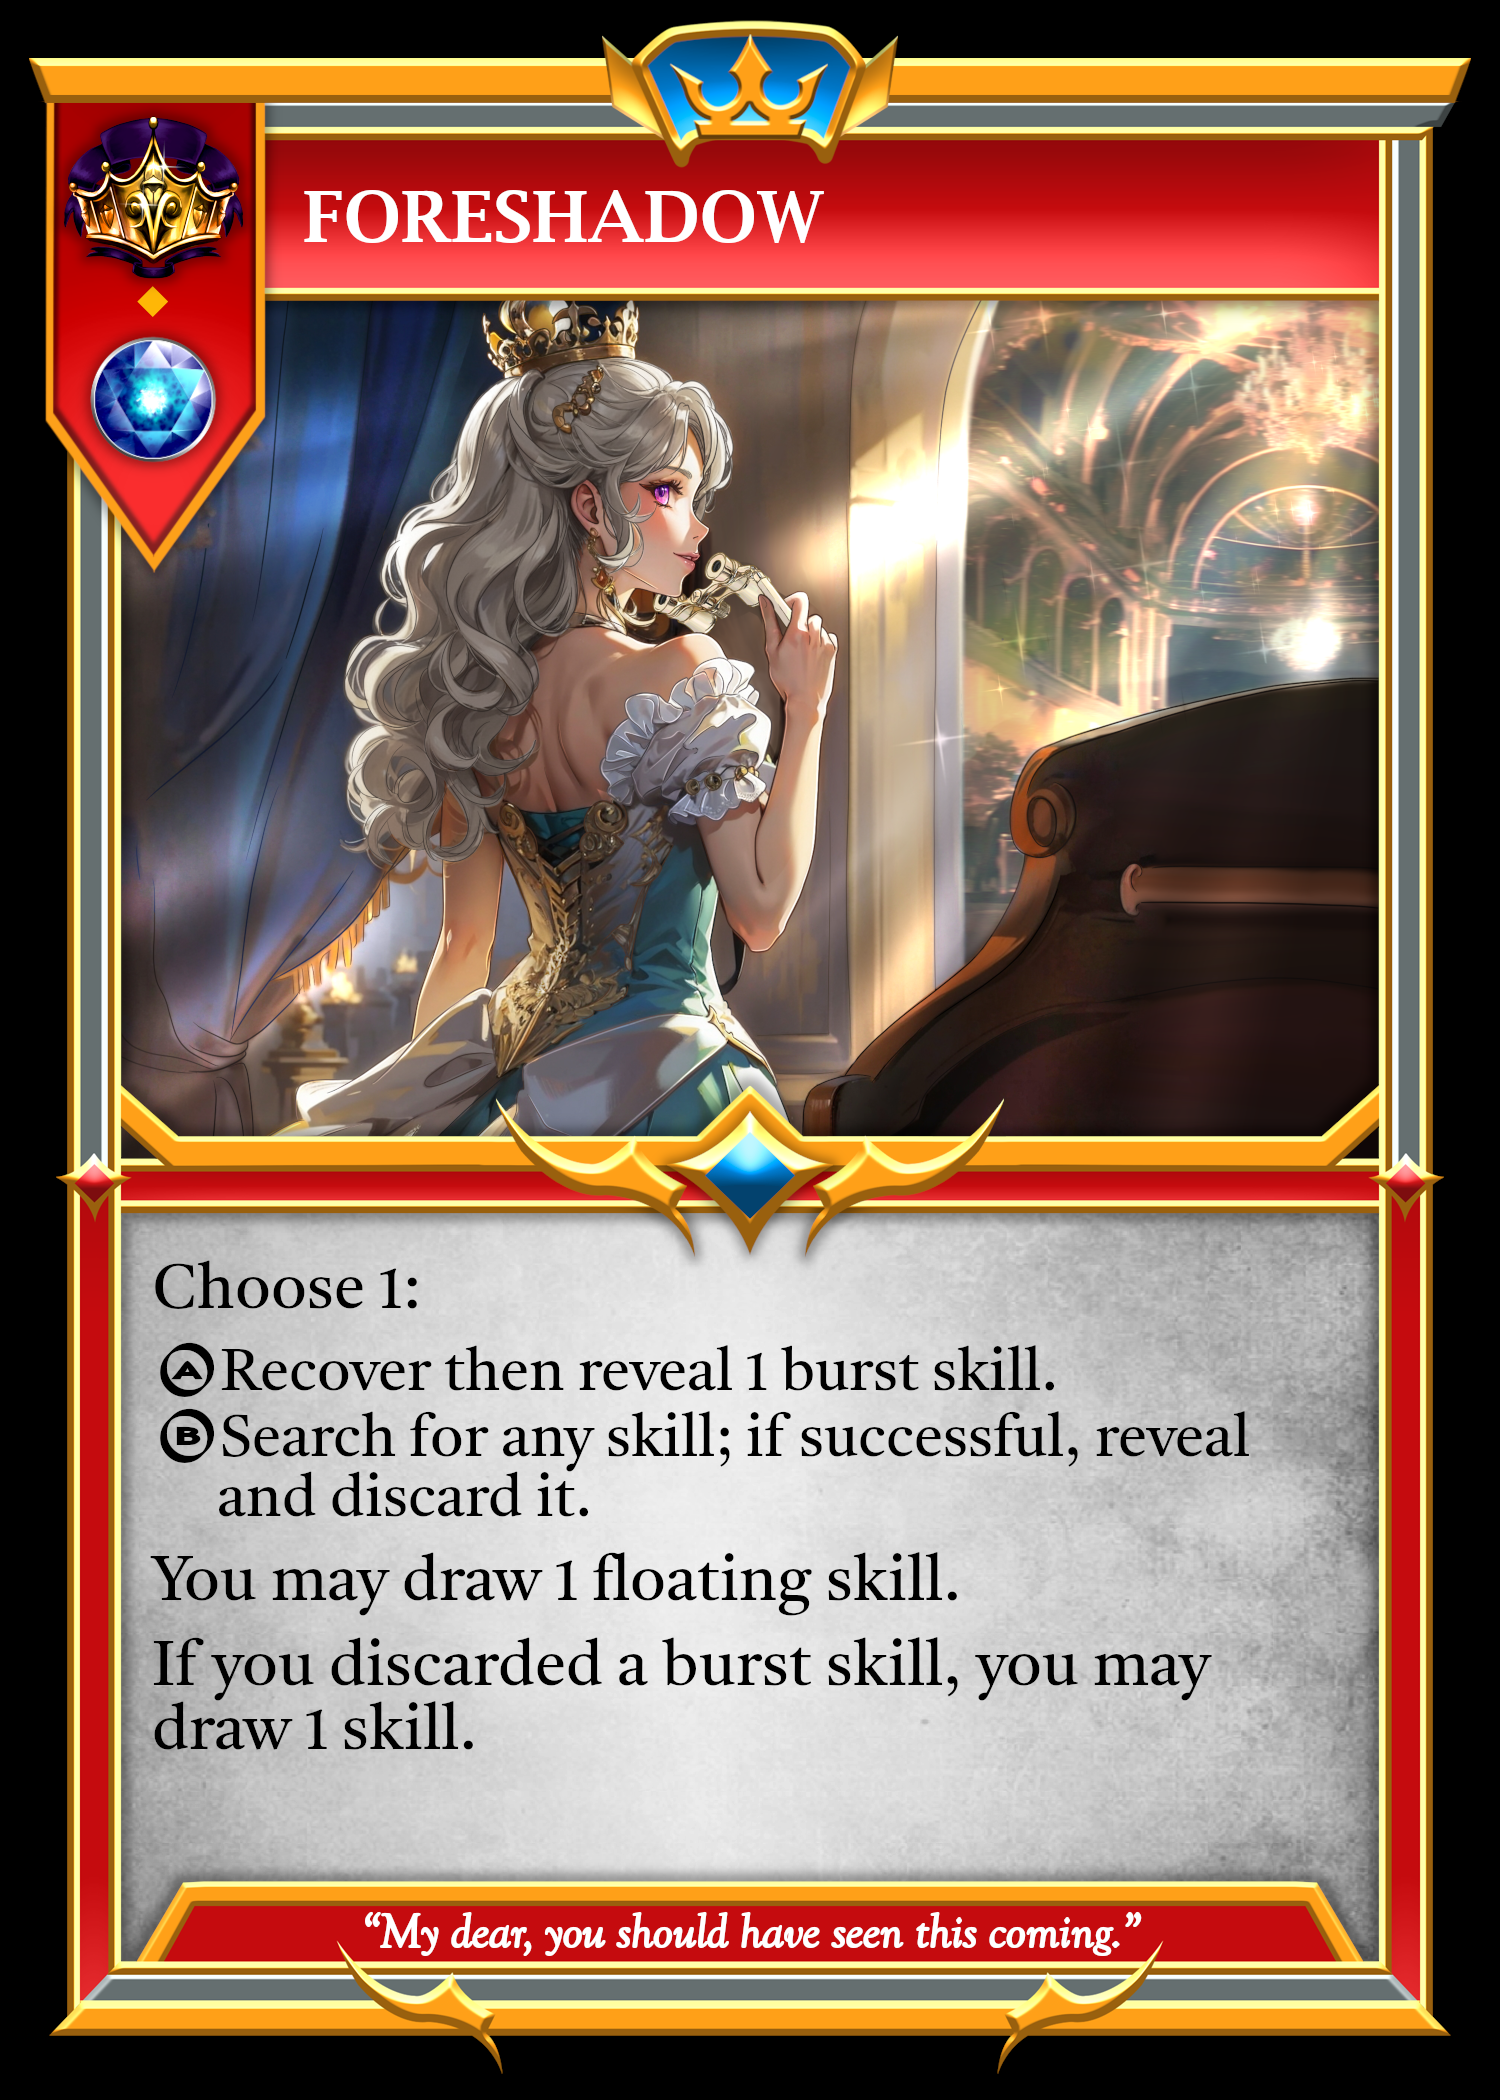 FORESHADOW
Choose 1:
Ⓐ Recover then reveal 1 burst skill.
Ⓑ Search for any skill; if successful, reveal
and discard it.
You may draw 1 floating skill.
If you discarded a burst skill, you may
draw 1 skill.
“My dear, you should have seen this coming.”